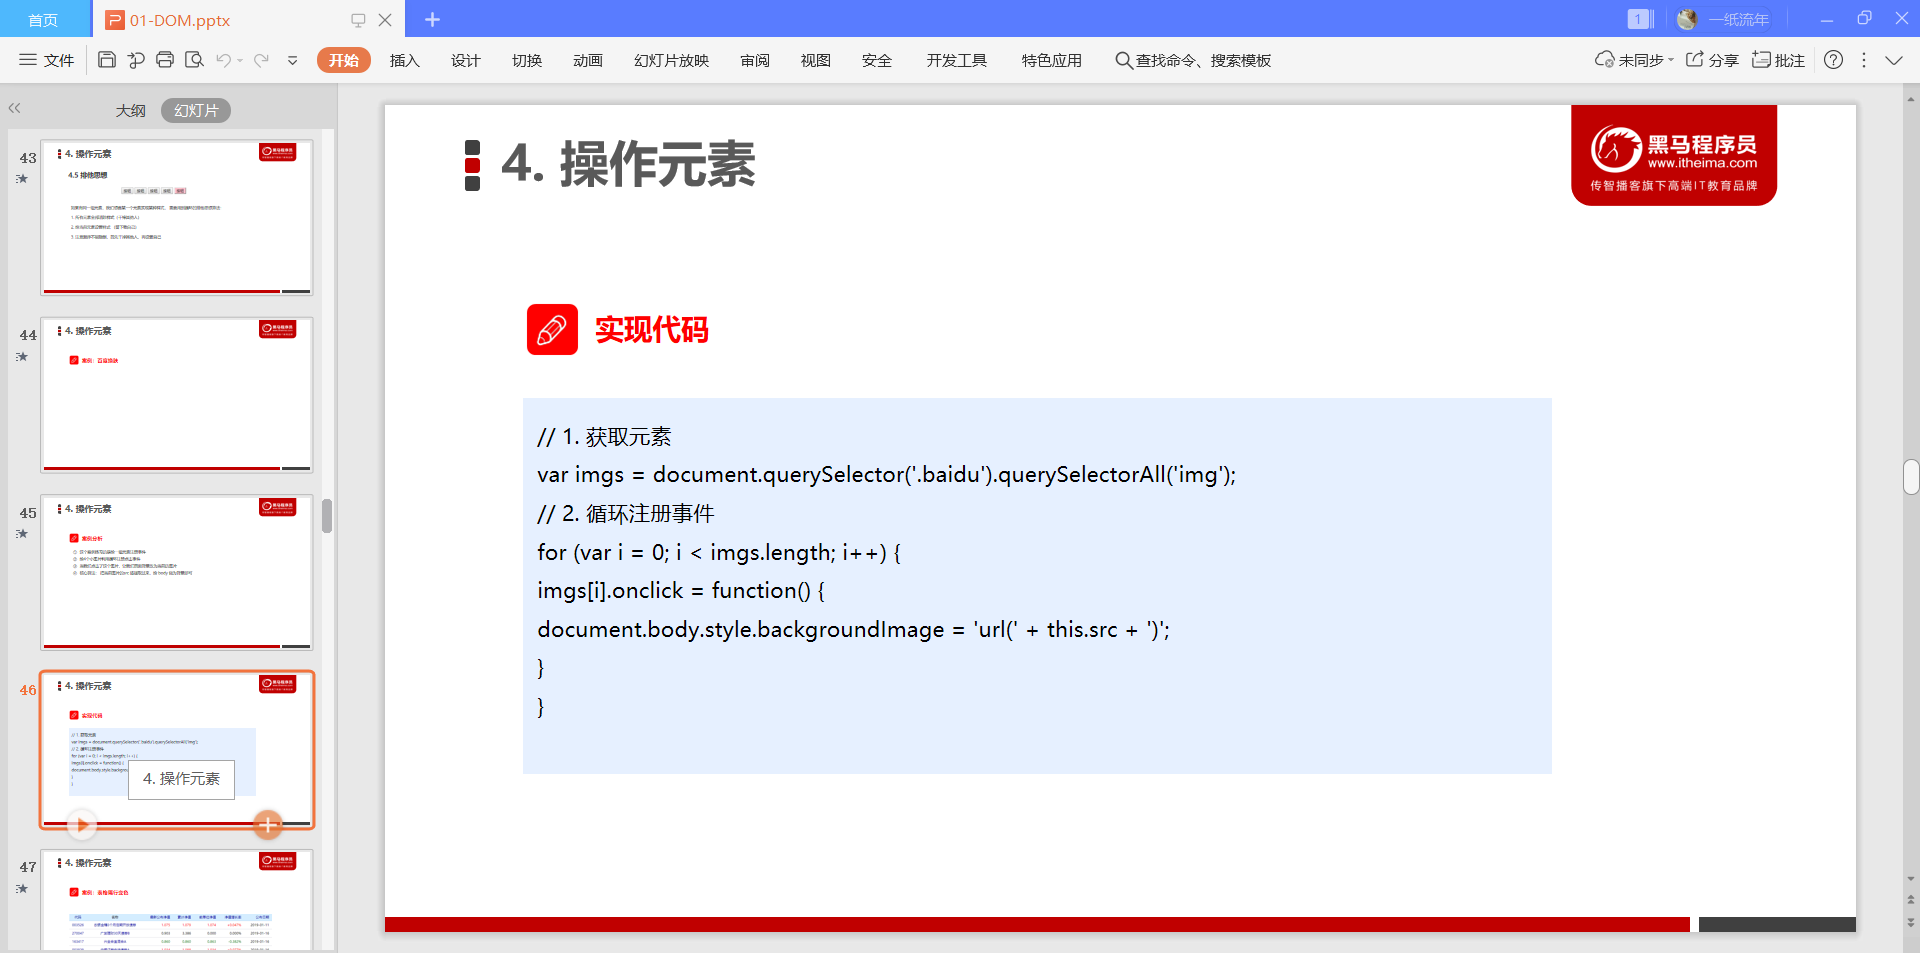 首页
01-DOM.pptx
1
一纸流年
文件
开始
插入
设计
切换
动画
幻灯片放映
审阅
视图
安全
开发工具
特色应用
查找命令、搜索模板
未同步
分享
批注
大纲
幻灯片
43
4. 操作元素
4.5 排他思想
44
4. 操作元素
案例：百度换肤
45
4. 操作元素
案例分析
46
4. 操作元素
实现代码
4. 操作元素
47
4. 操作元素
案例：表格隔行变色
4. 操作元素
黑马程序员
www.itheima.com
传智播客旗下高端IT教育品牌
实现代码
// 1. 获取元素
var imgs = document.querySelector('.baidu').querySelectorAll('img');
// 2. 循环注册事件
for (var i = 0; i < imgs.length; i++) {
imgs[i].onclick = function() {
document.body.style.backgroundImage = 'url(' + this.src + ')';
}
}